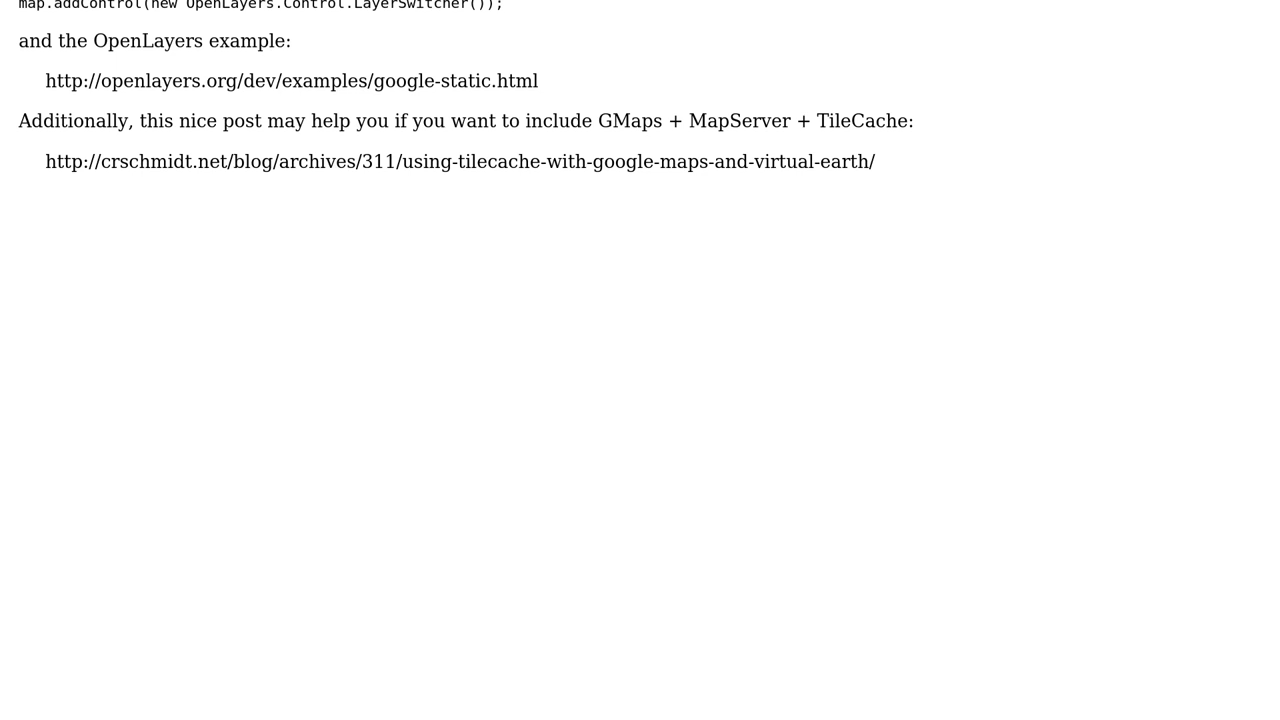 map.addControl(new OpenLayers.Control.LayerSwitcher());
and the OpenLayers example:
http://openlayers.org/dev/examples/google-static.html
Additionally, this nice post may help you if you want to include GMaps + MapServer + TileCache:
http://crschmidt.net/blog/archives/311/using-tilecache-with-google-maps-and-virtual-earth/